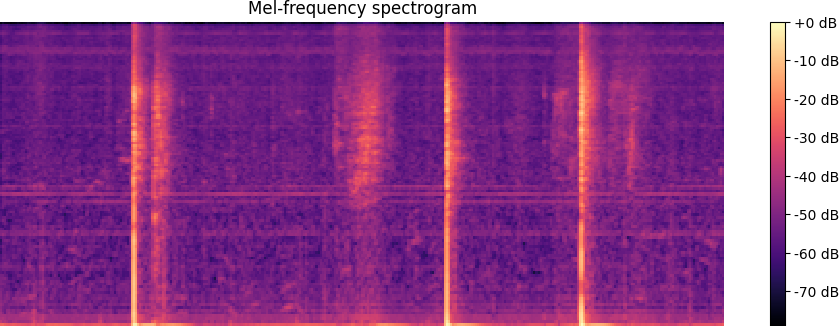 Mel-frequency spectrogram
+0 dB
-10 dB
-20 dB
-30 dB
-40 dB
-50 dB
-60 dB
-70 dB